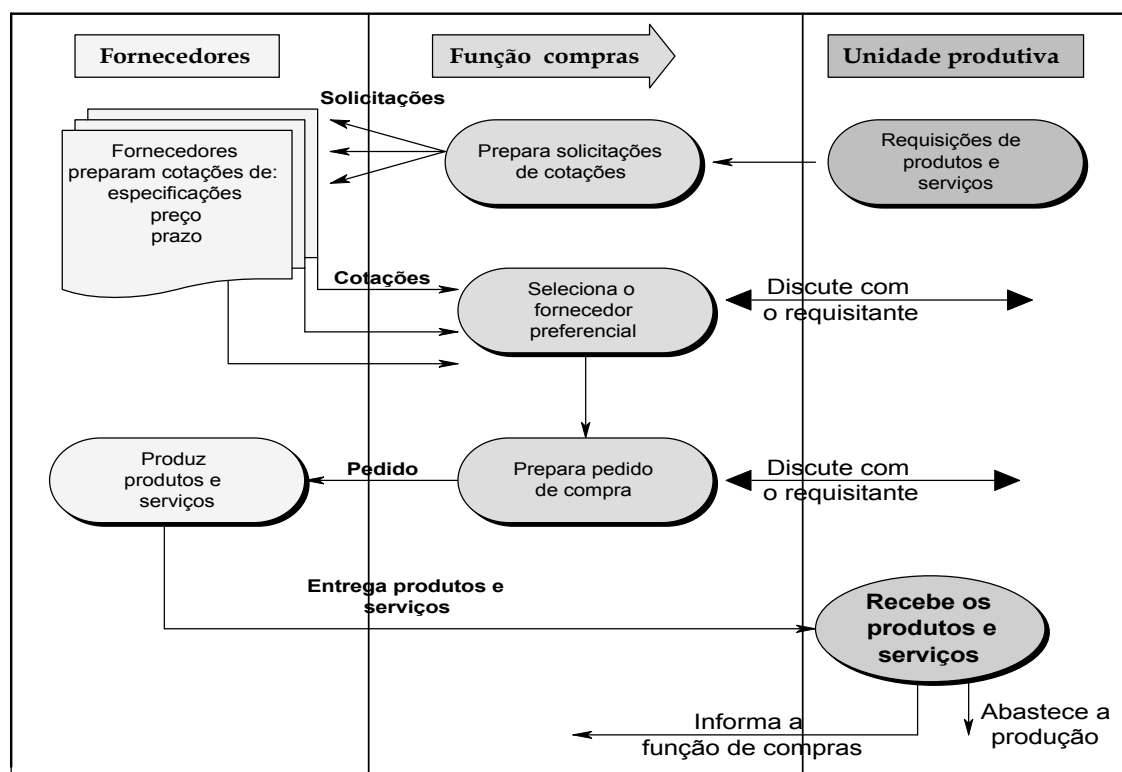 Fornecedores
Função compras
Unidade produtiva
Solicitações
Fornecedores
preparam cotações de:
especificações
preço
prazo
Prepara solicitações
de cotações
Requisições de
produtos e
serviços
Cotações
Seleciona o
fornecedor
preferencial
Discute com
o requisitante
Produz
produtos e
serviços
Pedido
Prepara pedido
de compra
Discute com
o requisitante
Entrega produtos e
serviços
Recebe os
produtos e
serviços
Informa a
função de compras
Abastece a
produção